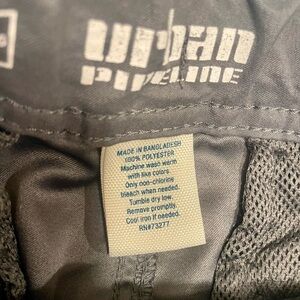 urban
PIPELINE
MADE IN BANGLADESH
100% POLYESTER
Machine wash warm
with like colors.
Only non-chlorine
bleach when needed.
Tumble dry low.
Remove promptly.
Cool iron if needed.
RN#73277